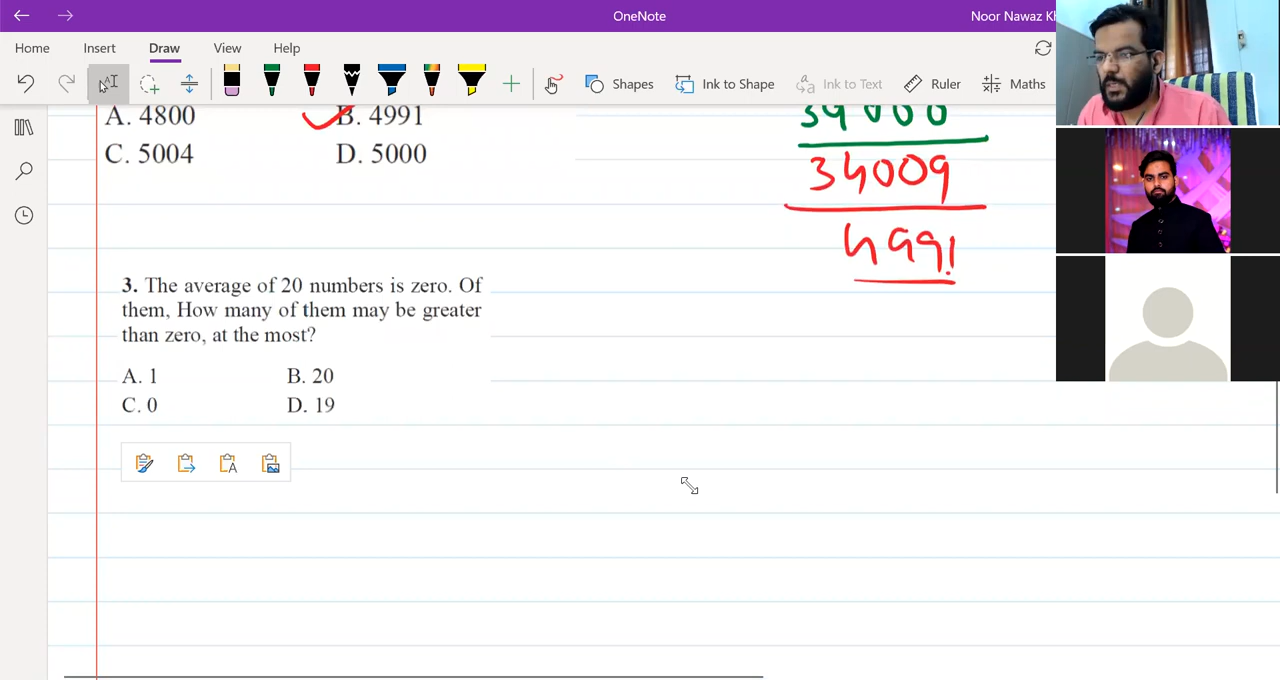 OneNote
Noor Nawaz Kh
Home Insert Draw View Help
Shapes Ink to Shape Ink to Text Ruler Maths
A. 4800 B. 4991
C. 5004 D. 5000
34000
34009
4991
3. The average of 20 numbers is zero. Of
them, How many of them may be greater
than zero, at the most?
A. 1 B. 20
C. 0 D. 19